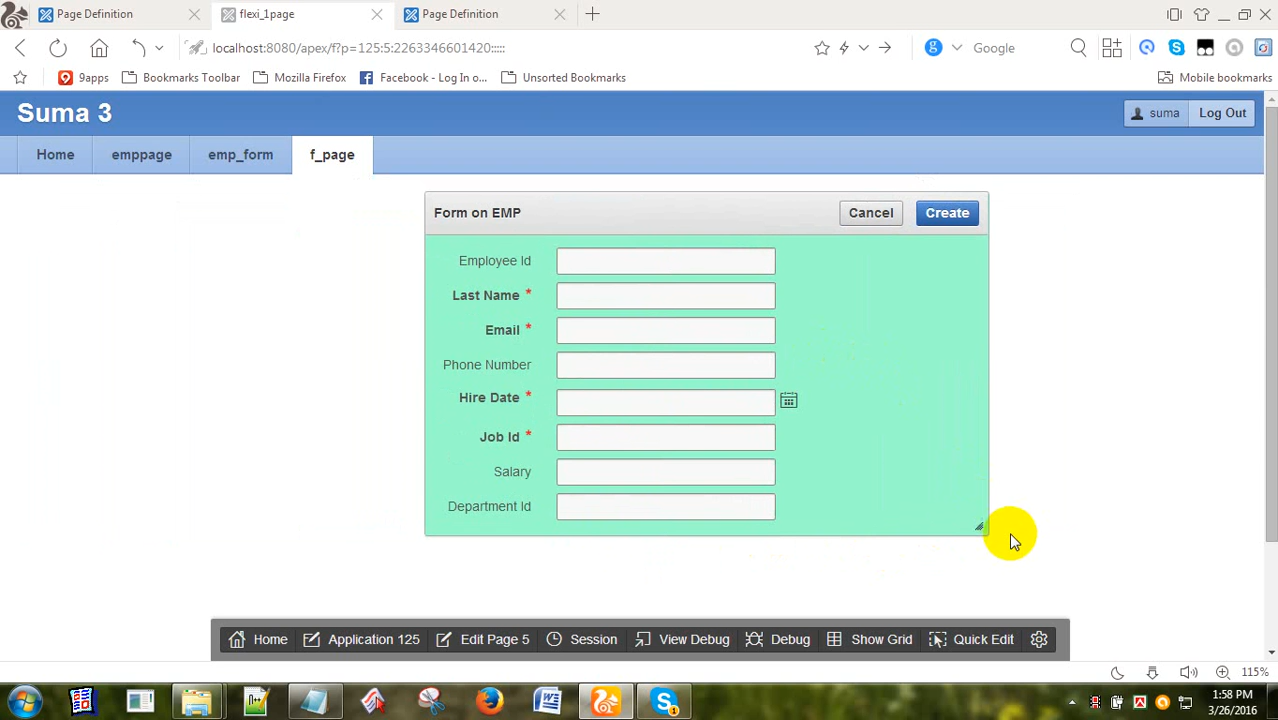 Page Definition
flexi_1page
Page Definition
localhost:8080/apex/f?p=125:5:2263346601420:::::
Google
9apps
Bookmarks Toolbar
Mozilla Firefox
Facebook - Log In o...
Unsorted Bookmarks
Mobile bookmarks
Suma 3
suma
Log Out
Home
emppage
emp_form
f_page
Form on EMP
Cancel
Create
Employee Id
Last Name *
Email *
Phone Number
Hire Date *
Job Id *
Salary
Department Id
Home
Application 125
Edit Page 5
Session
View Debug
Debug
Show Grid
Quick Edit
115%
1:58 PM
3/26/2016